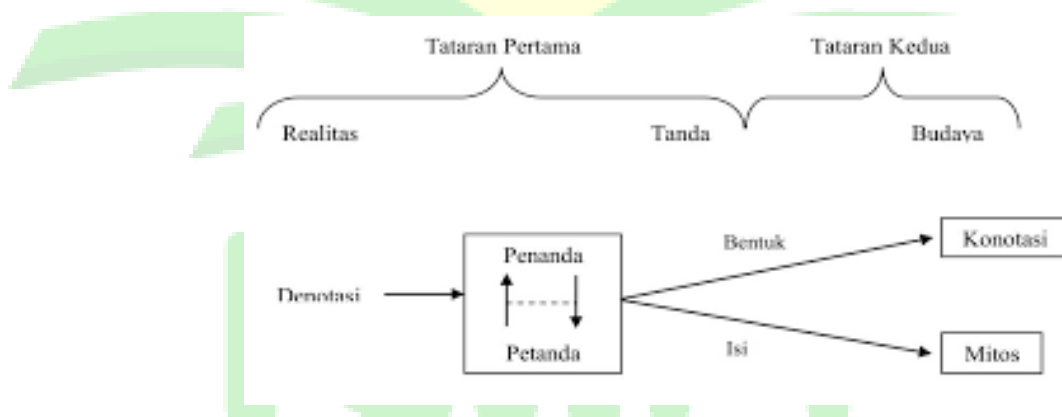 Tataran Pertama Tataran Kedua
Realitas Tanda Budaya
Bentuk Konotasi
Penanda
Denotasi
Petanda Isi Mitos